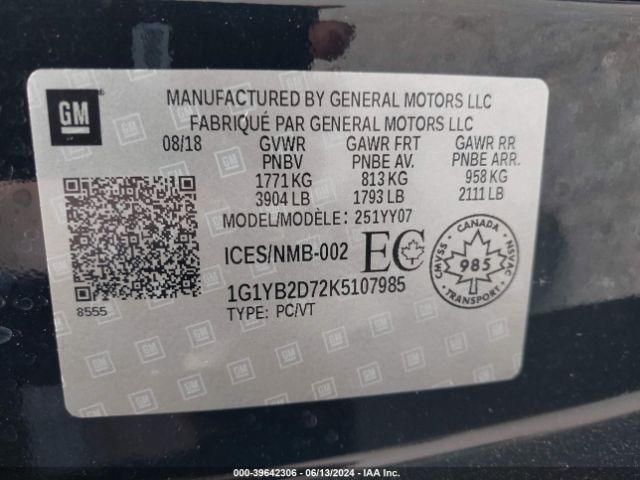 GM
MANUFACTURED BY GENERAL MOTORS LLC
FABRIQUÉ PAR GENERAL MOTORS LLC
08/18 GVWR GAWR FRT GAWR RR
PNBV PNBE AV. PNBE ARR.
1771 KG 813 KG 958 KG
3904 LB 1793 LB 2111 LB
MODEL/MODÈLE: 251YY07
ICES/NMB-002 EC
CANADA
CMVSS 985 NSVAC
TRANSPORT
1G1YB2D72K5107985
8555 TYPE: PC/VT
000-39642306 - 06/13/2024 - IAA Inc.